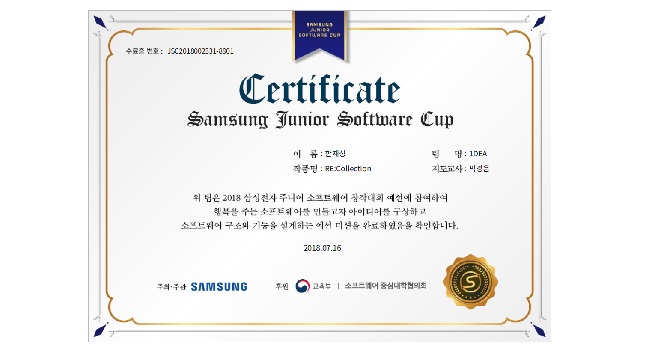 SAMSUNG
JUNIOR
SOFTWARE CUP
수료증 번호 : JSC2018002331-8801
Certificate
Samsung Junior Software Cup
이 름 : 한재상
팀 명 : 1DEA
작품명 : RE:Collection
지도교사 : 박경은
위 팀은 2018 삼성전자 주니어 소프트웨어 창작대회 예선에 참여하여
행복을 주는 소프트웨어를 만들고자 아이디어를 구상하고
소프트웨어 구조와 기능을 설계하는 예선 미션을 완료하였음을 확인합니다.
2018.07.16
주최·주관 SAMSUNG 후원 교육부 | 소프트웨어 중심대학협의회
S